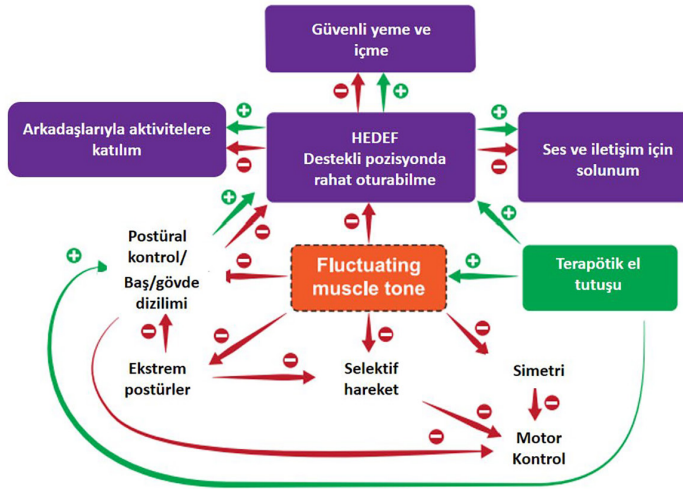 Güvenli yeme ve
içme
Arkadaşlarıyla aktivitelere
katılım
HEDEF
Destekli pozisyonda
rahat oturabilme
Ses ve iletişim için
solunum
Postüral
kontrol/
Baş/gövde
dizilimi
Fluctuating
muscle tone
Terapötik el
tutuşu
Ekstrem
postürler
Selektif
hareket
Simetri
Motor
Kontrol